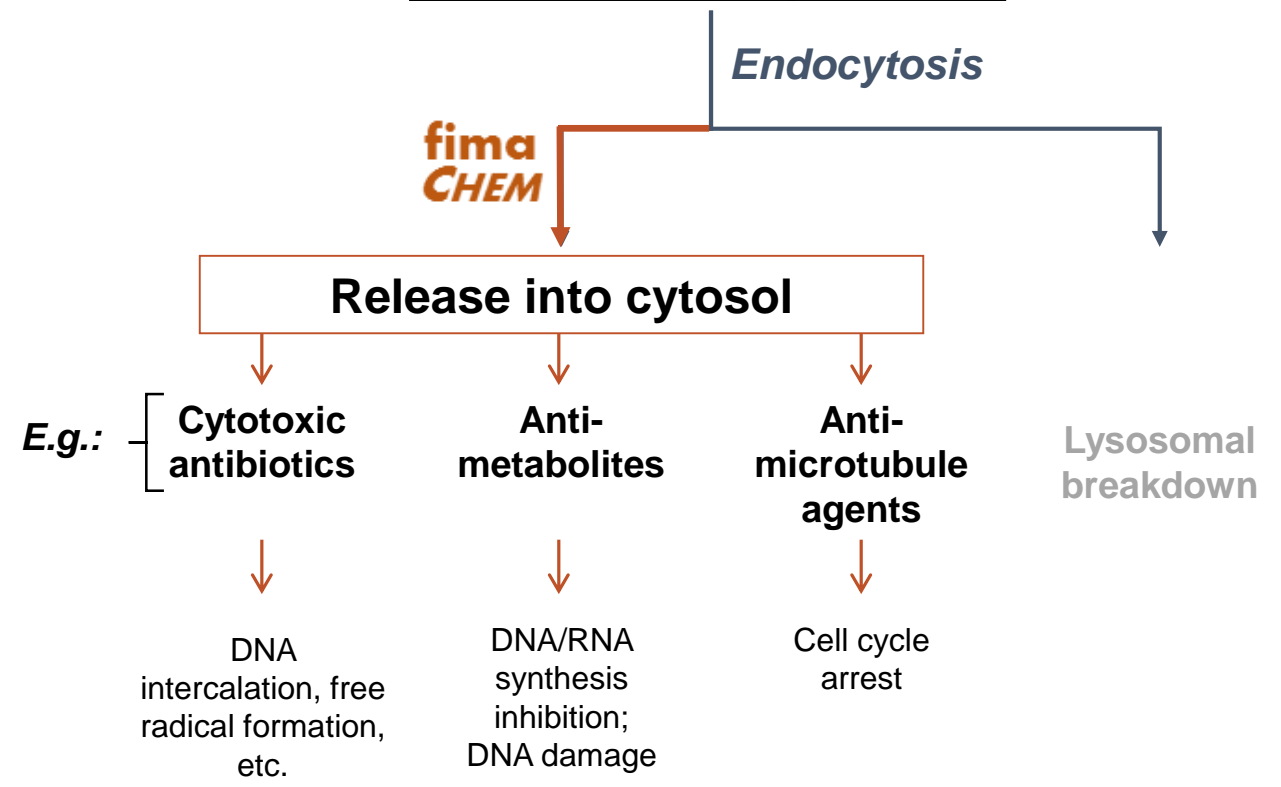 Endocytosis
fima
CHEM
Release into cytosol
E.g.:
Cytotoxic
antibiotics
Anti-
metabolites
Anti-
microtubule
agents
Lysosomal
breakdown
DNA
intercalation, free
radical formation,
etc.
DNA/RNA
synthesis
inhibition;
DNA damage
Cell cycle
arrest